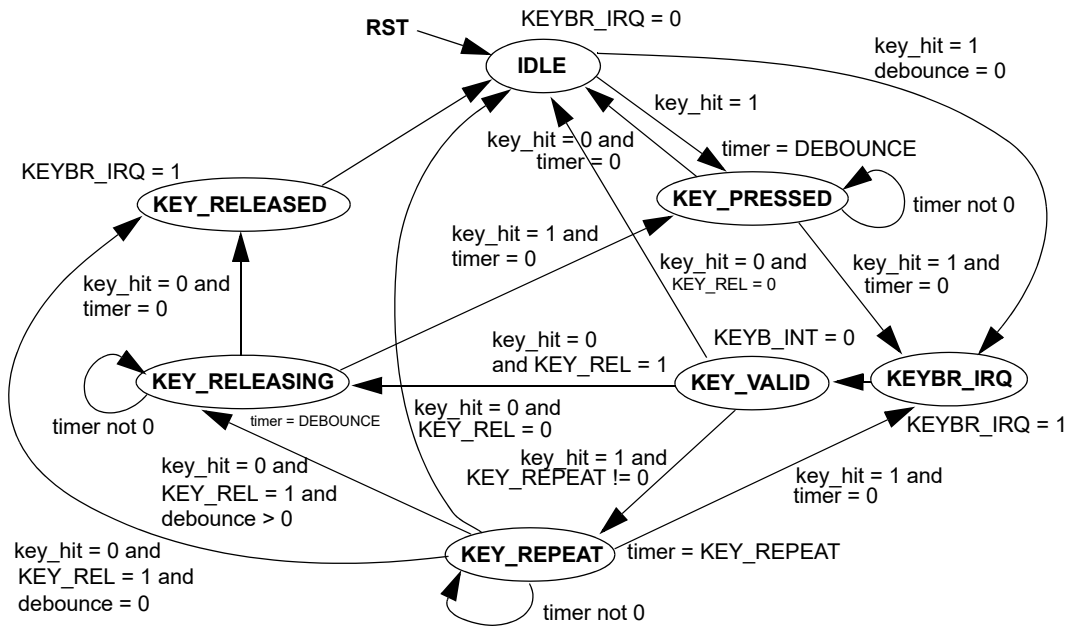 KEYBR_IRQ = 0
RST
IDLE
key_hit = 1
debounce = 0
key_hit = 1
key_hit = 0 and
timer = 0
timer = DEBOUNCE
KEYBR_IRQ = 1
KEY_RELEASED
KEY_PRESSED
timer not 0
key_hit = 1 and
timer = 0
key_hit = 0 and
KEY_REL = 0
key_hit = 1 and
timer = 0
key_hit = 0 and
timer = 0
key_hit = 0
and KEY_REL = 1
KEYB_INT = 0
KEY_RELEASING
KEY_VALID
KEYBR_IRQ
timer not 0
timer = DEBOUNCE
key_hit = 0 and
KEY_REL = 0
KEYBR_IRQ = 1
key_hit = 0 and
KEY_REL = 1 and
debounce > 0
key_hit = 1 and
KEY_REPEAT != 0
key_hit = 1 and
timer = 0
key_hit = 0 and
KEY_REL = 1 and
debounce = 0
KEY_REPEAT
timer = KEY_REPEAT
timer not 0